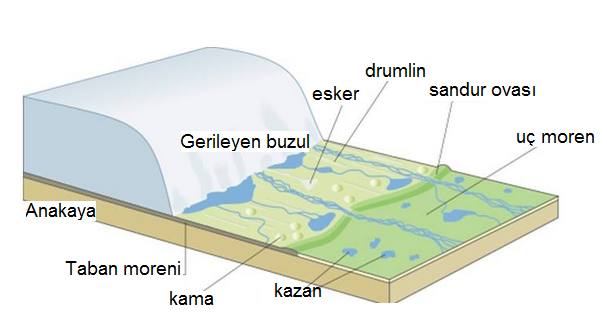 drumlin
esker
sandur ovası
uç moren
Gerileyen buzul
Anakaya
Taban moreni
kama
kazan